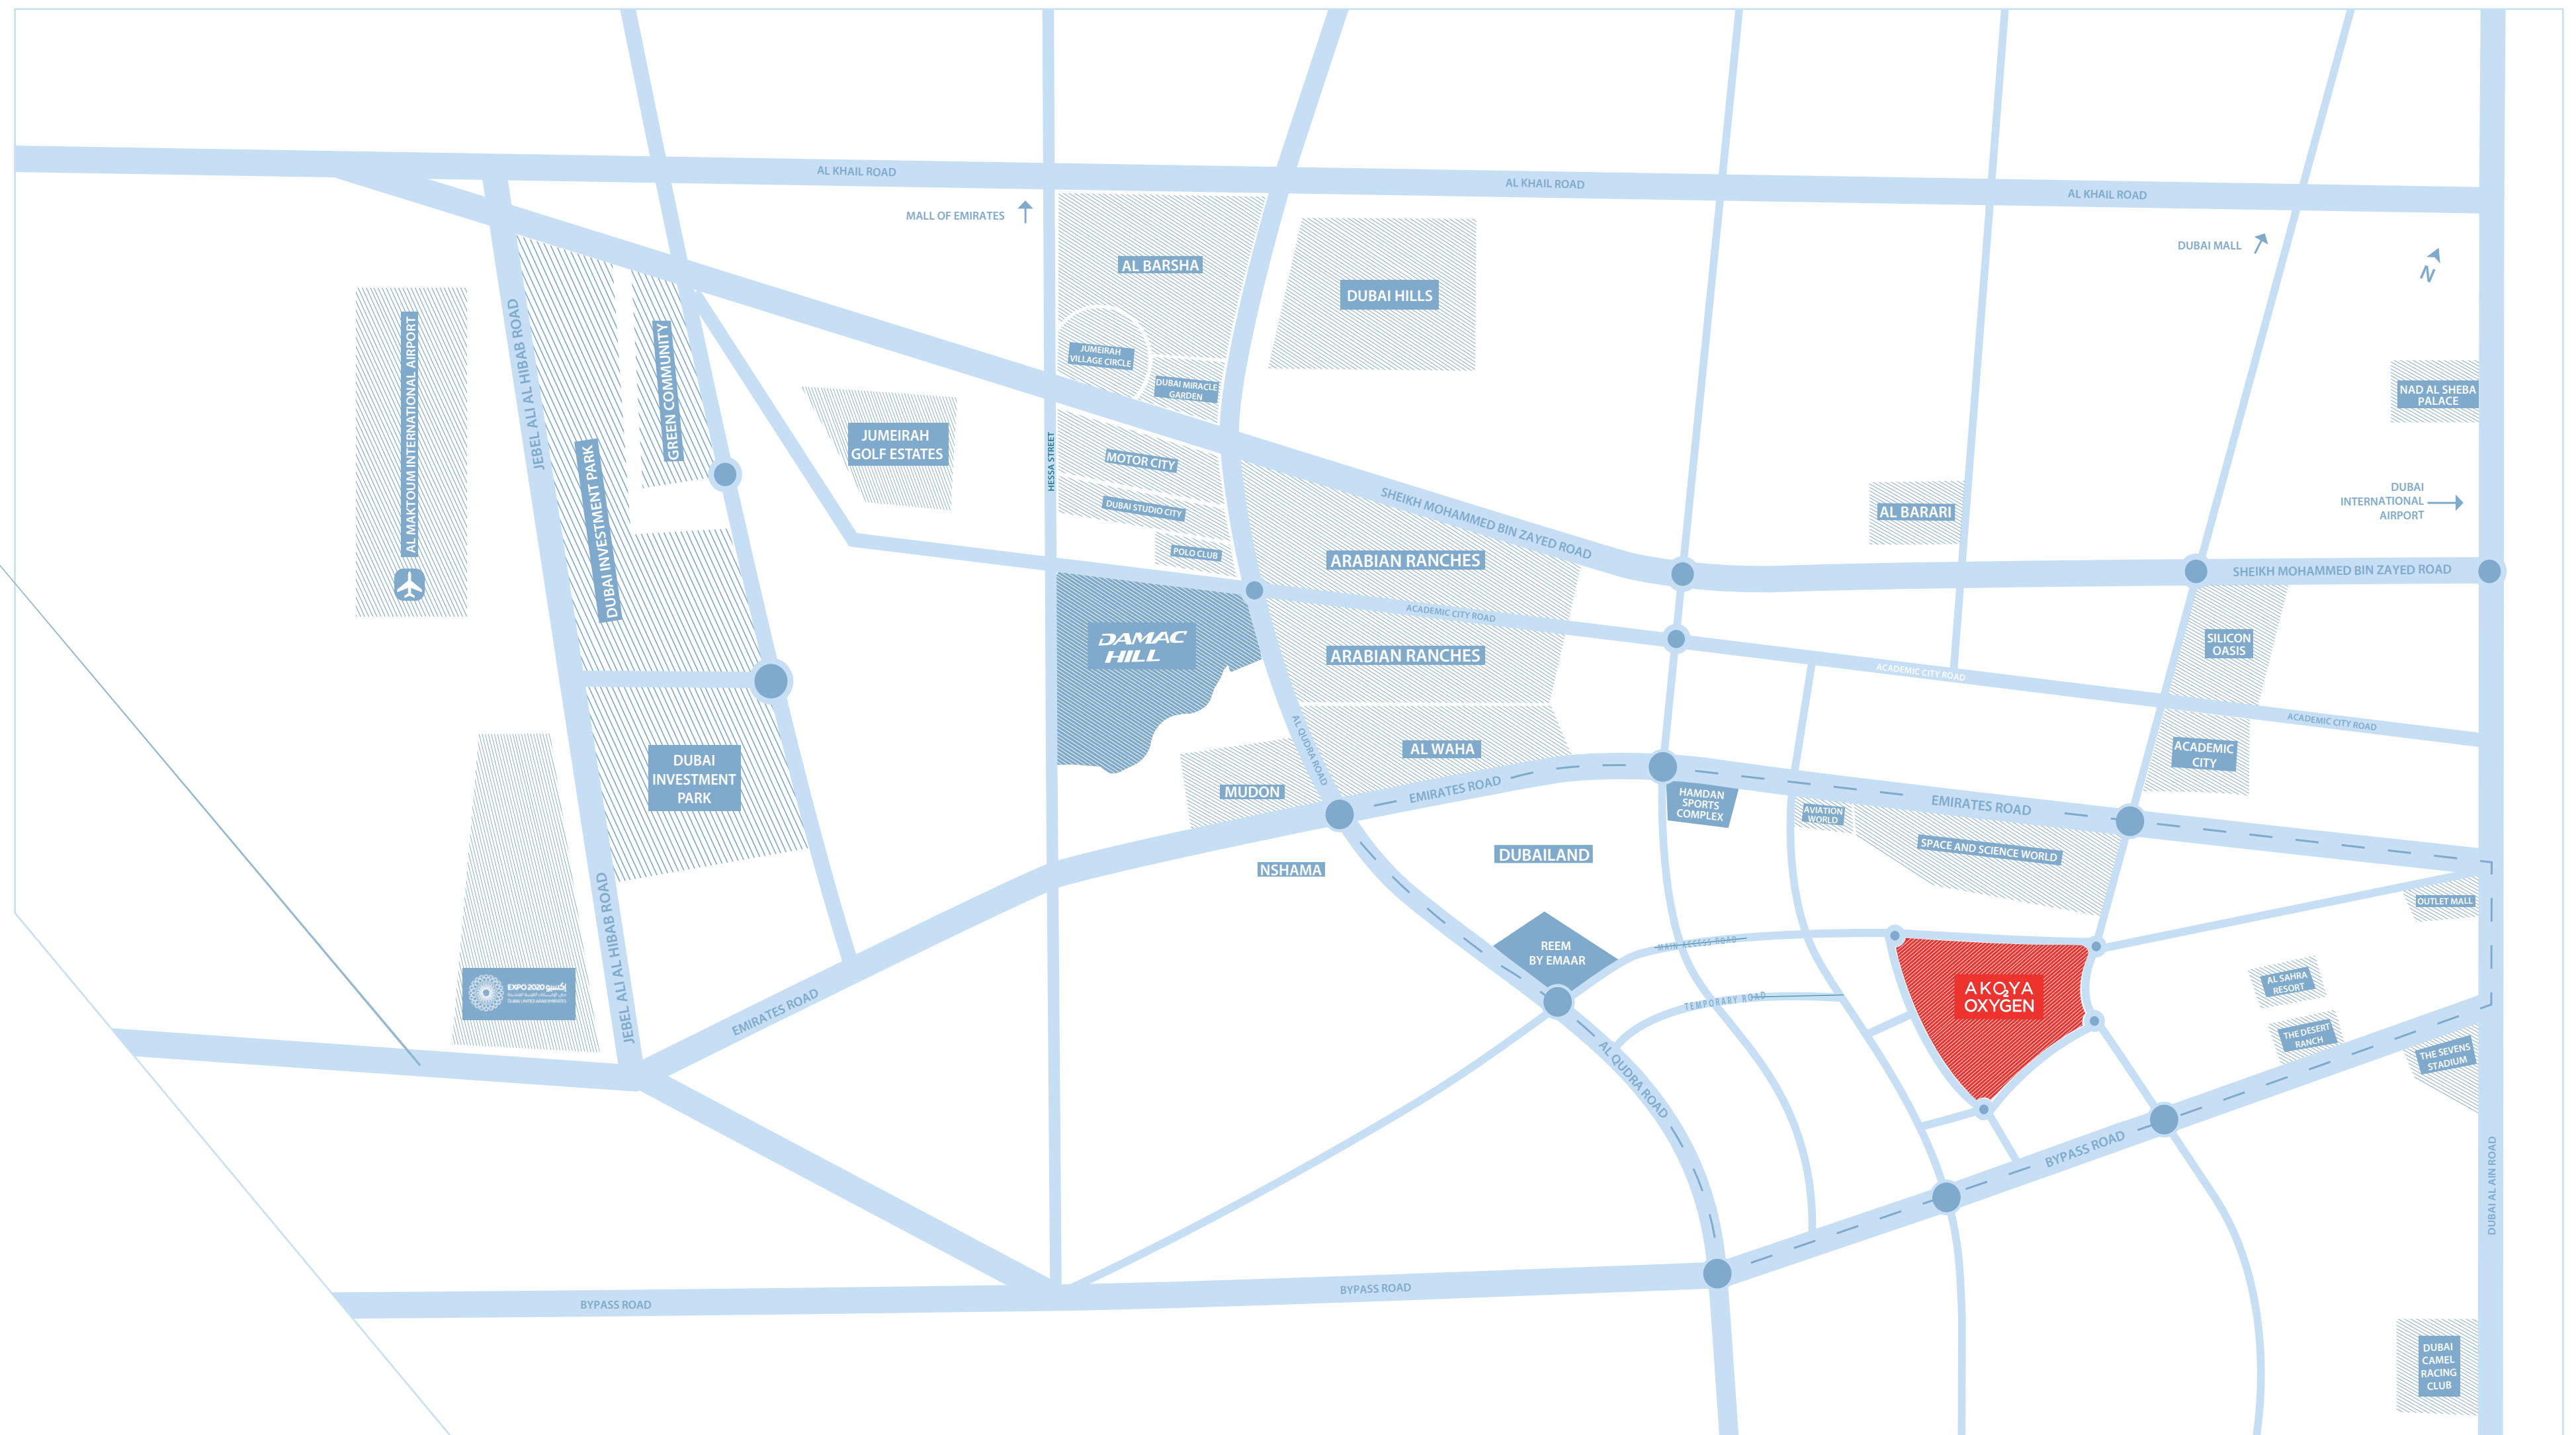 AL KHAIL ROAD
AL KHAIL ROAD
AL KHAIL ROAD
MALL OF EMIRATES
DUBAI MALL
N
AL BARSHA
DUBAI HILLS
JUMEIRAH
VILLAGE CIRCLE
DUBAI MIRACLE
GARDEN
NAD AL SHEBA
PALACE
AL MAKTOUM INTERNATIONAL AIRPORT
JEBEL ALI AL HIBAB ROAD
GREEN COMMUNITY
DUBAI INVESTMENT PARK
JUMEIRAH
GOLF ESTATES
HESSA STREET
MOTOR CITY
DUBAI STUDIO CITY
POLO CLUB
SHEIKH MOHAMMED BIN ZAYED ROAD
AL BARARI
DUBAI
INTERNATIONAL
AIRPORT
ARABIAN RANCHES
SHEIKH MOHAMMED BIN ZAYED ROAD
ACADEMIC CITY ROAD
DAMAC
HILL
ARABIAN RANCHES
SILICON
OASIS
ACADEMIC CITY ROAD
ACADEMIC CITY ROAD
AL QUDRA ROAD
AL WAHA
ACADEMIC
CITY
DUBAI
INVESTMENT
PARK
MUDON
EMIRATES ROAD
HAMDAN
SPORTS
COMPLEX
AVIATION
WORLD
EMIRATES ROAD
SPACE AND SCIENCE WORLD
NSHAMA
DUBAILAND
OUTLET MALL
JEBEL ALI AL HIBAB ROAD
REEM
BY EMAAR
MAIN ACCESS ROAD
TEMPORARY ROAD
AKOYA
OXYGEN
2
AL SAHRA
RESORT
THE DESERT
RANCH
THE SEVENS
STADIUM
EXPO 2020 إكسبو
DUBAI, UNITED ARAB EMIRATES
EMIRATES ROAD
AL QUDRA ROAD
BYPASS ROAD
DUBAI AL AIN ROAD
BYPASS ROAD
BYPASS ROAD
DUBAI
CAMEL
RACING
CLUB